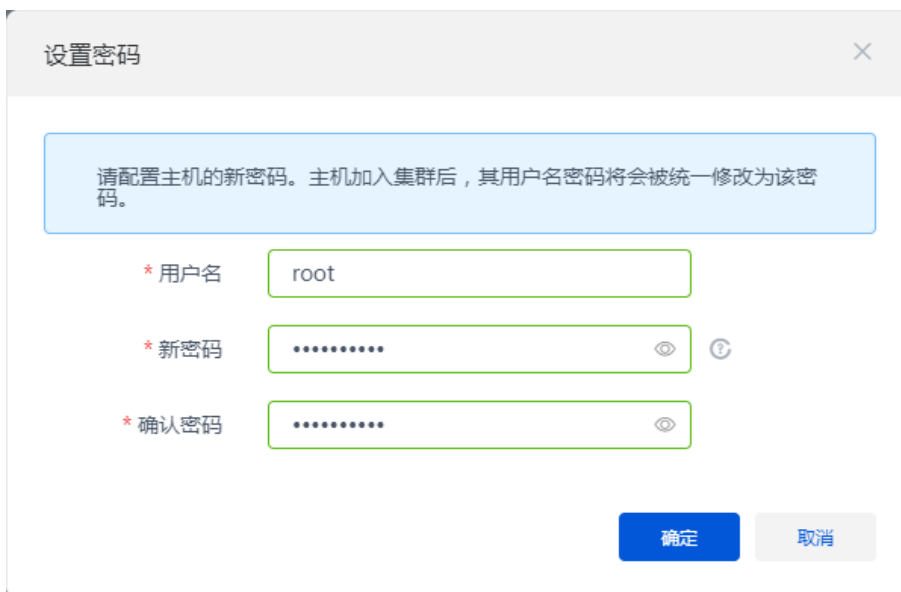 设置密码
请配置主机的新密码。主机加入集群后，其用户名密码将会被统一修改为该密
码。
* 用户名 root
* 新密码 ••••••••••
* 确认密码 ••••••••••
确定 取消